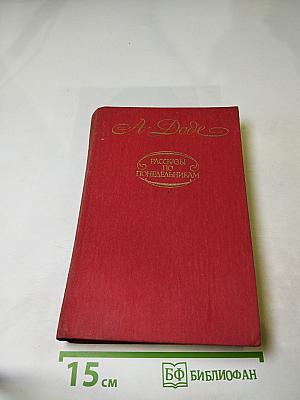 А. Доде
РАССКАЗЫ
ПО
ПОНЕДЕЛЬНИКАМ
15 см
БФ БИБЛИОФАН